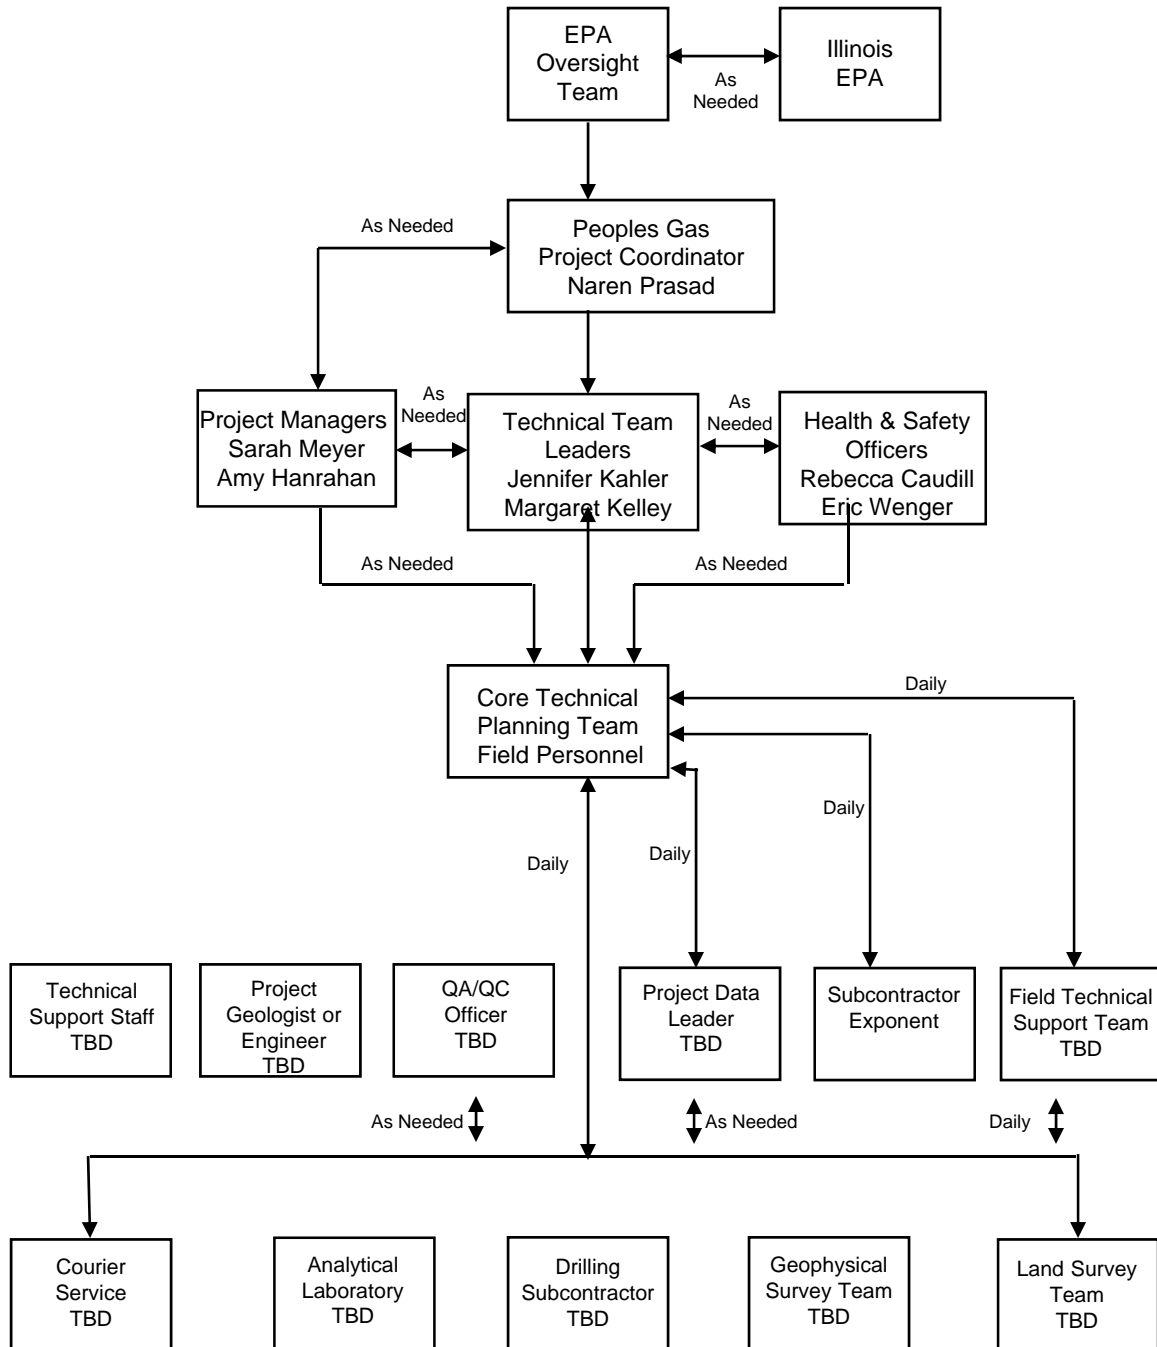 EPA
Oversight
Team
As
Needed
Illinois
EPA
As Needed
Peoples Gas
Project Coordinator
Naren Prasad
Project Managers
Sarah Meyer
Amy Hanrahan
As
Needed
Technical Team
Leaders
Jennifer Kahler
Margaret Kelley
As
Needed
Health & Safety
Officers
Rebecca Caudill
Eric Wenger
As Needed
As Needed
Core Technical
Planning Team
Field Personnel
Daily
Daily
Daily
Daily
Technical
Support Staff
TBD
Project
Geologist or
Engineer
TBD
QA/QC
Officer
TBD
Project Data
Leader
TBD
Subcontractor
Exponent
Field Technical
Support Team
TBD
As Needed
As Needed
Daily
Courier
Service
TBD
Analytical
Laboratory
TBD
Drilling
Subcontractor
TBD
Geophysical
Survey Team
TBD
Land Survey
Team
TBD